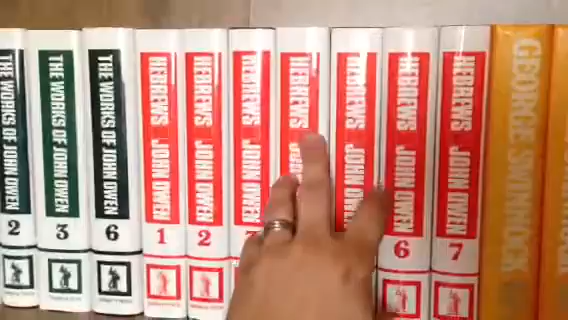 THE WORKS OF JOHN OWEN
2
THE WORKS OF JOHN OWEN
3
THE WORKS OF JOHN OWEN
6
HEBREWS JOHN OWEN
1
HEBREWS JOHN OWEN
2
HEBREWS JOHN OWEN
HEBREWS
HEBREWS JOHN OWEN
HEBREWS JOHN OWEN
6
HEBREWS JOHN OWEN
7
GEORGE SWINNOCK